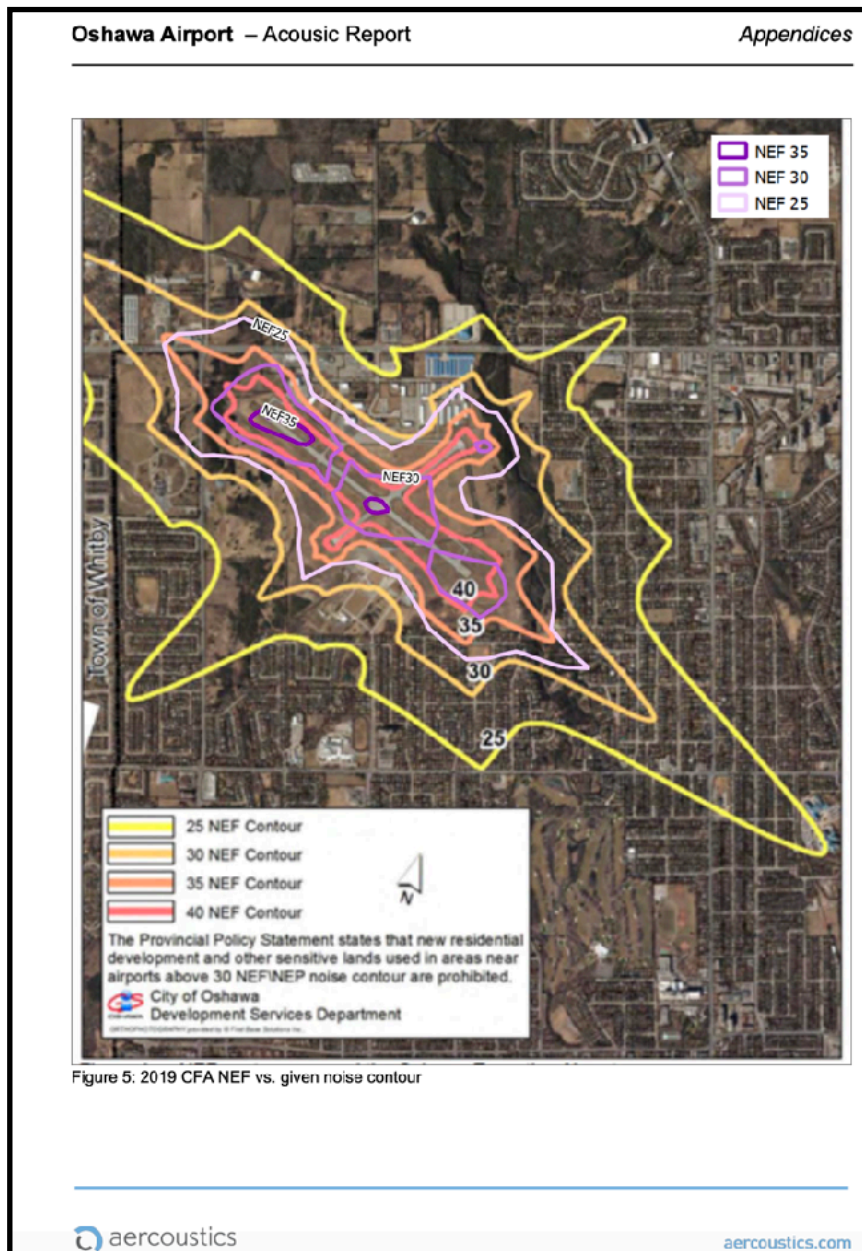 Oshawa Airport – Acousic Report
Appendices
NEF 35
NEF 30
NEF 25
NEF25
NEF35
NEF30
Town of Whitby
40
35
30
25
25 NEF Contour
30 NEF Contour
35 NEF Contour
40 NEF Contour
N
The Provincial Policy Statement states that new residential
development and other sensitive lands used in areas near
airports above 30 NEF\NEP noise contour are prohibited.
City of Oshawa
Development Services Department
Figure 5: 2019 CFA NEF vs. given noise contour
aercoustics
aercoustics.com